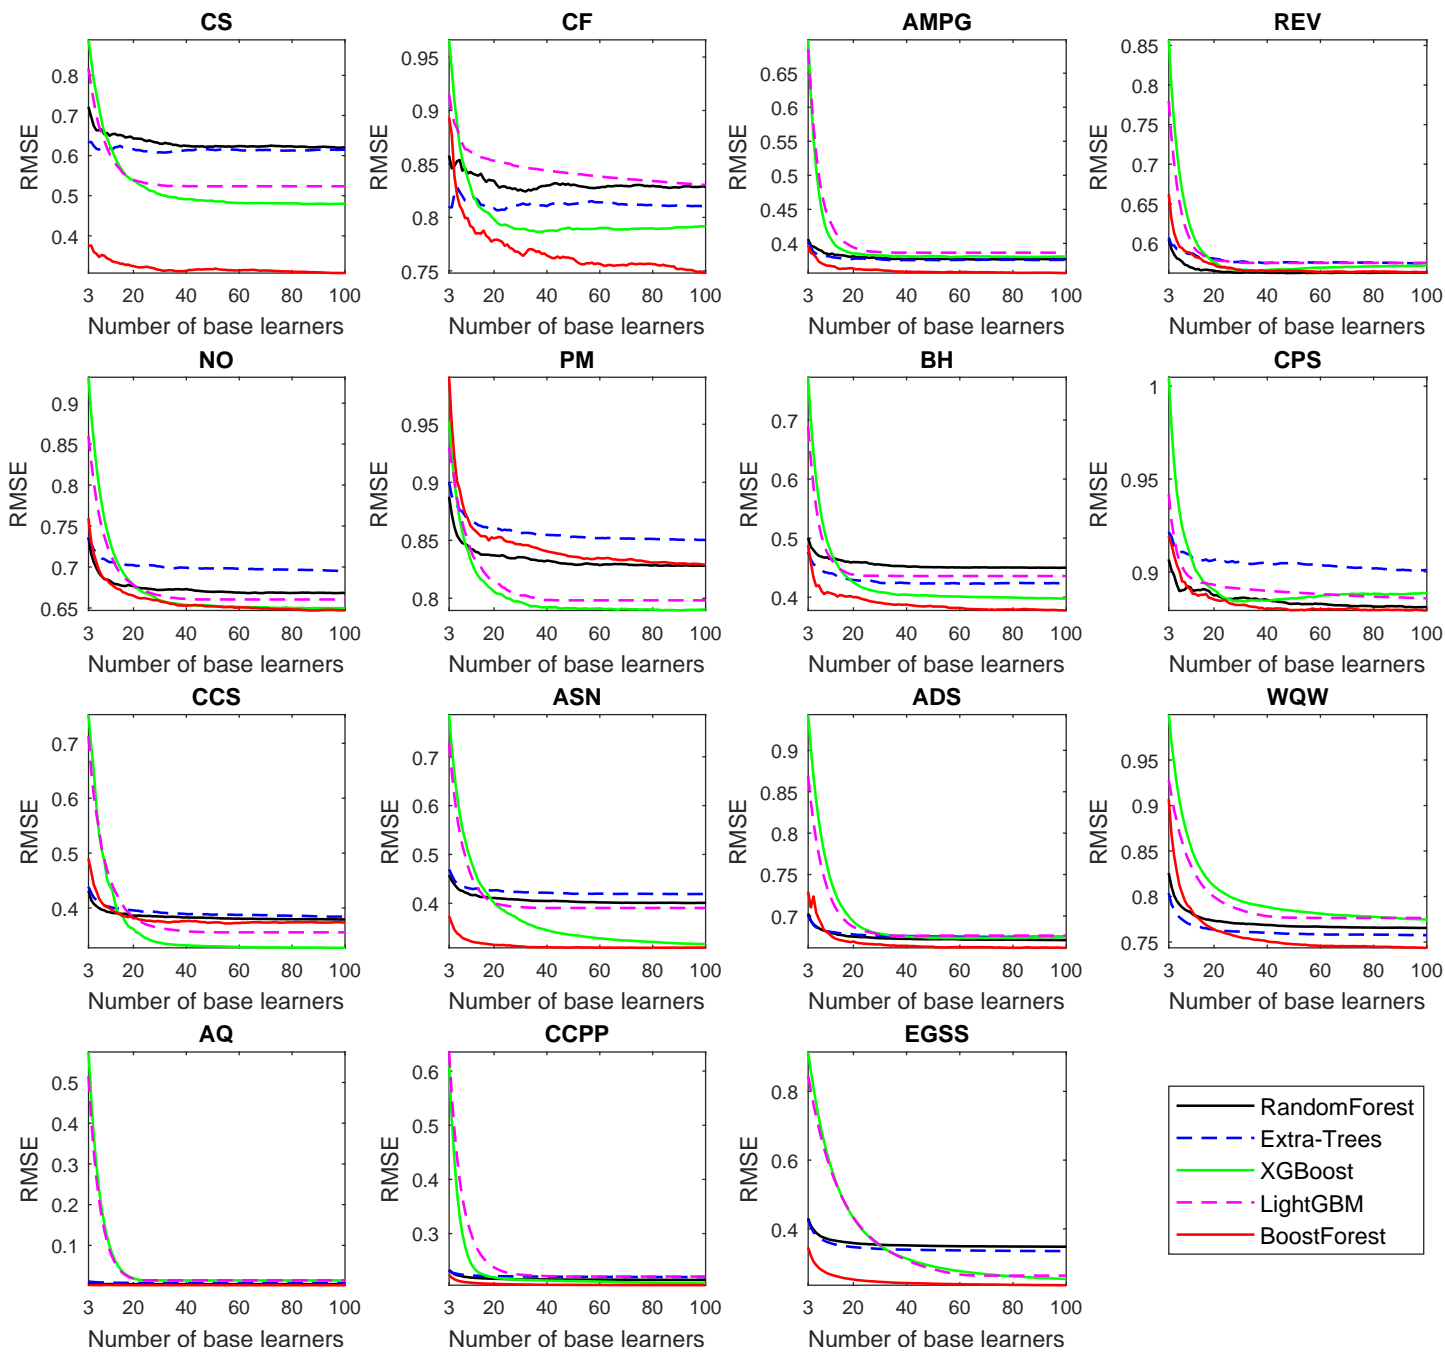 CS
RMSE
0.8
0.7
0.6
0.5
0.4
3 20 40 60 80 100
Number of base learners
CF
RMSE
0.95
0.9
0.85
0.8
0.75
3 20 40 60 80 100
Number of base learners
AMPG
RMSE
0.65
0.6
0.55
0.5
0.45
0.4
3 20 40 60 80 100
Number of base learners
REV
RMSE
0.85
0.8
0.75
0.7
0.65
0.6
3 20 40 60 80 100
Number of base learners
NO
RMSE
0.9
0.85
0.8
0.75
0.7
0.65
3 20 40 60 80 100
Number of base learners
PM
RMSE
0.95
0.9
0.85
0.8
3 20 40 60 80 100
Number of base learners
BH
RMSE
0.7
0.6
0.5
0.4
3 20 40 60 80 100
Number of base learners
CPS
RMSE
1
0.95
0.9
3 20 40 60 80 100
Number of base learners
CCS
RMSE
0.7
0.6
0.5
0.4
3 20 40 60 80 100
Number of base learners
ASN
RMSE
0.7
0.6
0.5
0.4
3 20 40 60 80 100
Number of base learners
ADS
RMSE
0.9
0.85
0.8
0.75
0.7
3 20 40 60 80 100
Number of base learners
WQW
RMSE
0.95
0.9
0.85
0.8
0.75
3 20 40 60 80 100
Number of base learners
AQ
RMSE
0.5
0.4
0.3
0.2
0.1
3 20 40 60 80 100
Number of base learners
CCPP
RMSE
0.6
0.5
0.4
0.3
3 20 40 60 80 100
Number of base learners
EGSS
RMSE
0.8
0.6
0.4
3 20 40 60 80 100
Number of base learners
RandomForest
Extra-Trees
XGBoost
LightGBM
BoostForest